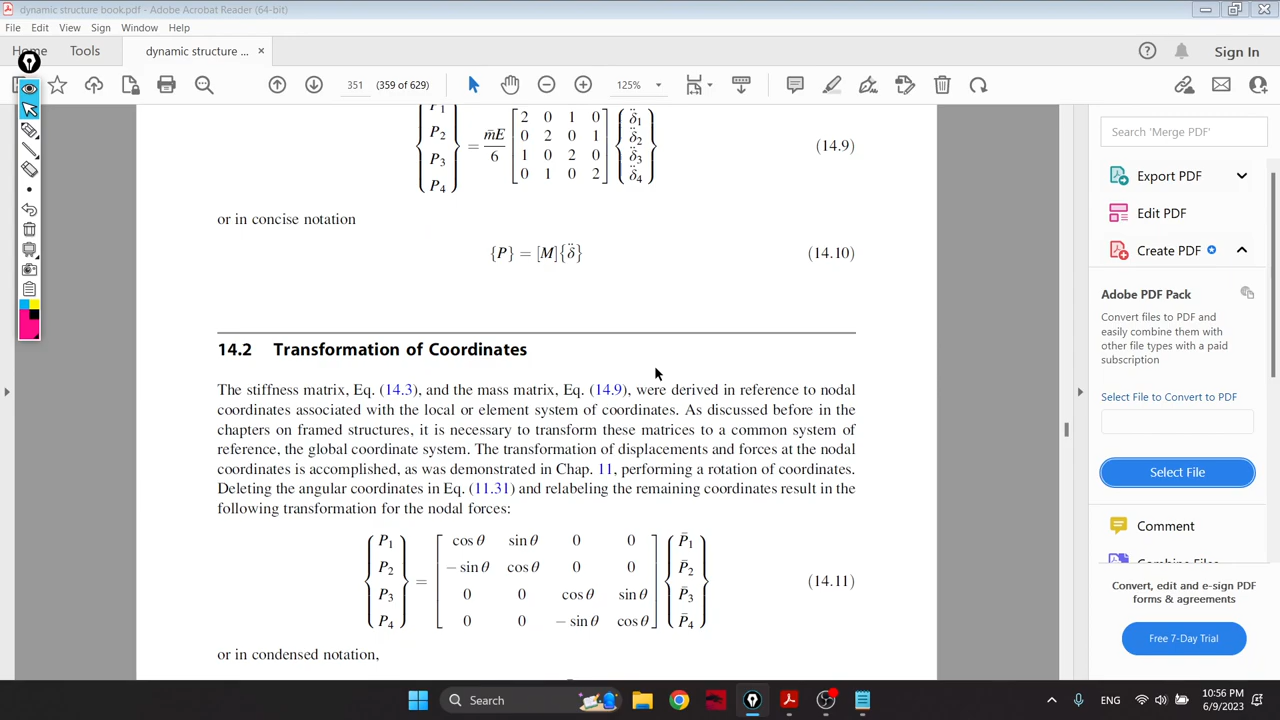 dynamic structure book.pdf - Adobe Acrobat Reader (64-bit)
File Edit View Sign Window Help
Home Tools dynamic structure ... ×
Sign In
351 (359 of 629) 125%
P1
P2
P3
P4
= m̄E/6 [2 0 1 0
0 2 0 1
1 0 2 0
0 1 0 2] {δ̈1
δ̈2
δ̈3
δ̈4} (14.9)
or in concise notation
{P} = [M]{δ̈} (14.10)
14.2 Transformation of Coordinates
The stiffness matrix, Eq. (14.3), and the mass matrix, Eq. (14.9), were derived in reference to nodal
coordinates associated with the local or element system of coordinates. As discussed before in the
chapters on framed structures, it is necessary to transform these matrices to a common system of
reference, the global coordinate system. The transformation of displacements and forces at the nodal
coordinates is accomplished, as was demonstrated in Chap. 11, performing a rotation of coordinates.
Deleting the angular coordinates in Eq. (11.31) and relabeling the remaining coordinates result in the
following transformation for the nodal forces:
P1 cos θ sin θ 0 0 P̄1
P2 − sin θ cos θ 0 0 P̄2
= (14.11)
P3 0 0 cos θ sin θ P̄3
P4 0 0 − sin θ cos θ P̄4
or in condensed notation,
Search 'Merge PDF'
Export PDF
Edit PDF
Create PDF
Adobe PDF Pack
Convert files to PDF and
easily combine them with
other file types with a paid
subscription
Select File to Convert to PDF
Select File
Comment
Combine Files
Convert, edit and e-sign PDF
forms & agreements
Free 7-Day Trial
Search
ENG
10:56 PM
6/9/2023